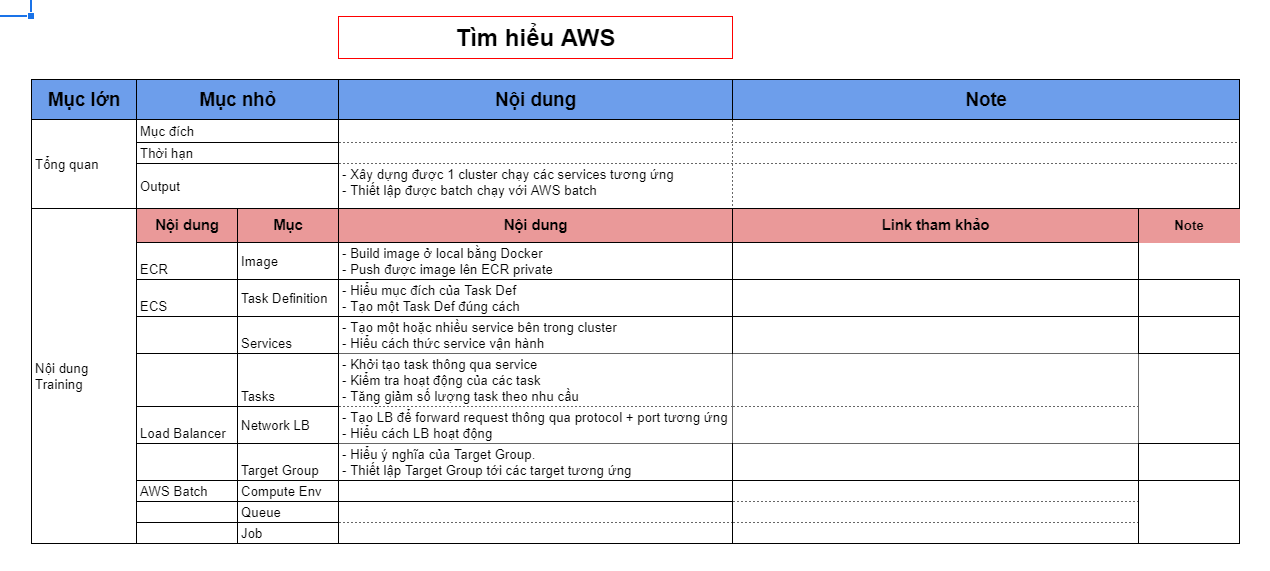 Tìm hiểu AWS
Mục lớn Mục nhỏ Nội dung Note
Tổng quan
Mục đích
Thời hạn
Output
- Xây dựng được 1 cluster chạy các services tương ứng
- Thiết lập được batch chạy với AWS batch
Nội dung
Training
Nội dung Mục Nội dung Link tham khảo Note
ECR
Image
- Build image ở local bằng Docker
- Push được image lên ECR private
ECS
Task Definition
- Hiểu mục đích của Task Def
- Tạo một Task Def đúng cách
Services
- Tạo một hoặc nhiều service bên trong cluster
- Hiểu cách thức service vận hành
Tasks
- Khởi tạo task thông qua service
- Kiểm tra hoạt động của các task
- Tăng giảm số lượng task theo nhu cầu
Load Balancer
Network LB
- Tạo LB để forward request thông qua protocol + port tương ứng
- Hiểu cách LB hoạt động
Target Group
- Hiểu ý nghĩa của Target Group.
- Thiết lập Target Group tới các target tương ứng
AWS Batch
Compute Env
Queue
Job